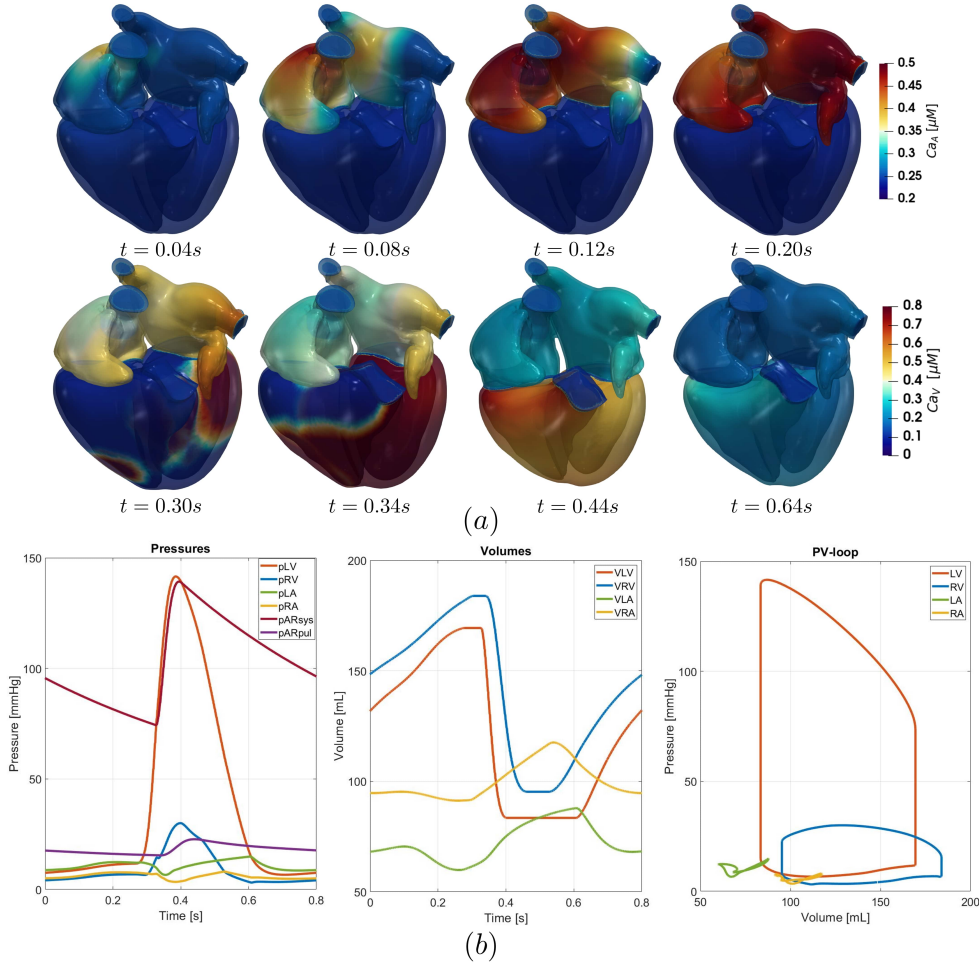 0.5
0.45
0.4
0.35
0.3
0.25
0.2
Ca_A [μM]
t = 0.04s
t = 0.08s
t = 0.12s
t = 0.20s
0.8
0.7
0.6
0.5
0.4
0.3
0.2
0.1
0
Ca_V [μM]
t = 0.30s
t = 0.34s
t = 0.44s
t = 0.64s
(a)
Pressures
150
100
50
0
Pressure [mmHg]
pLV
pRV
pLA
pRA
pARsys
pARpul
0 0.2 0.4 0.6 0.8
Time [s]
Volumes
200
150
100
50
Volume [mL]
VLV
VRV
VLA
VRA
0 0.2 0.4 0.6 0.8
Time [s]
PV-loop
150
100
50
0
Pressure [mmHg]
LV
RV
LA
RA
50 100 150 200
Volume [mL]
(b)